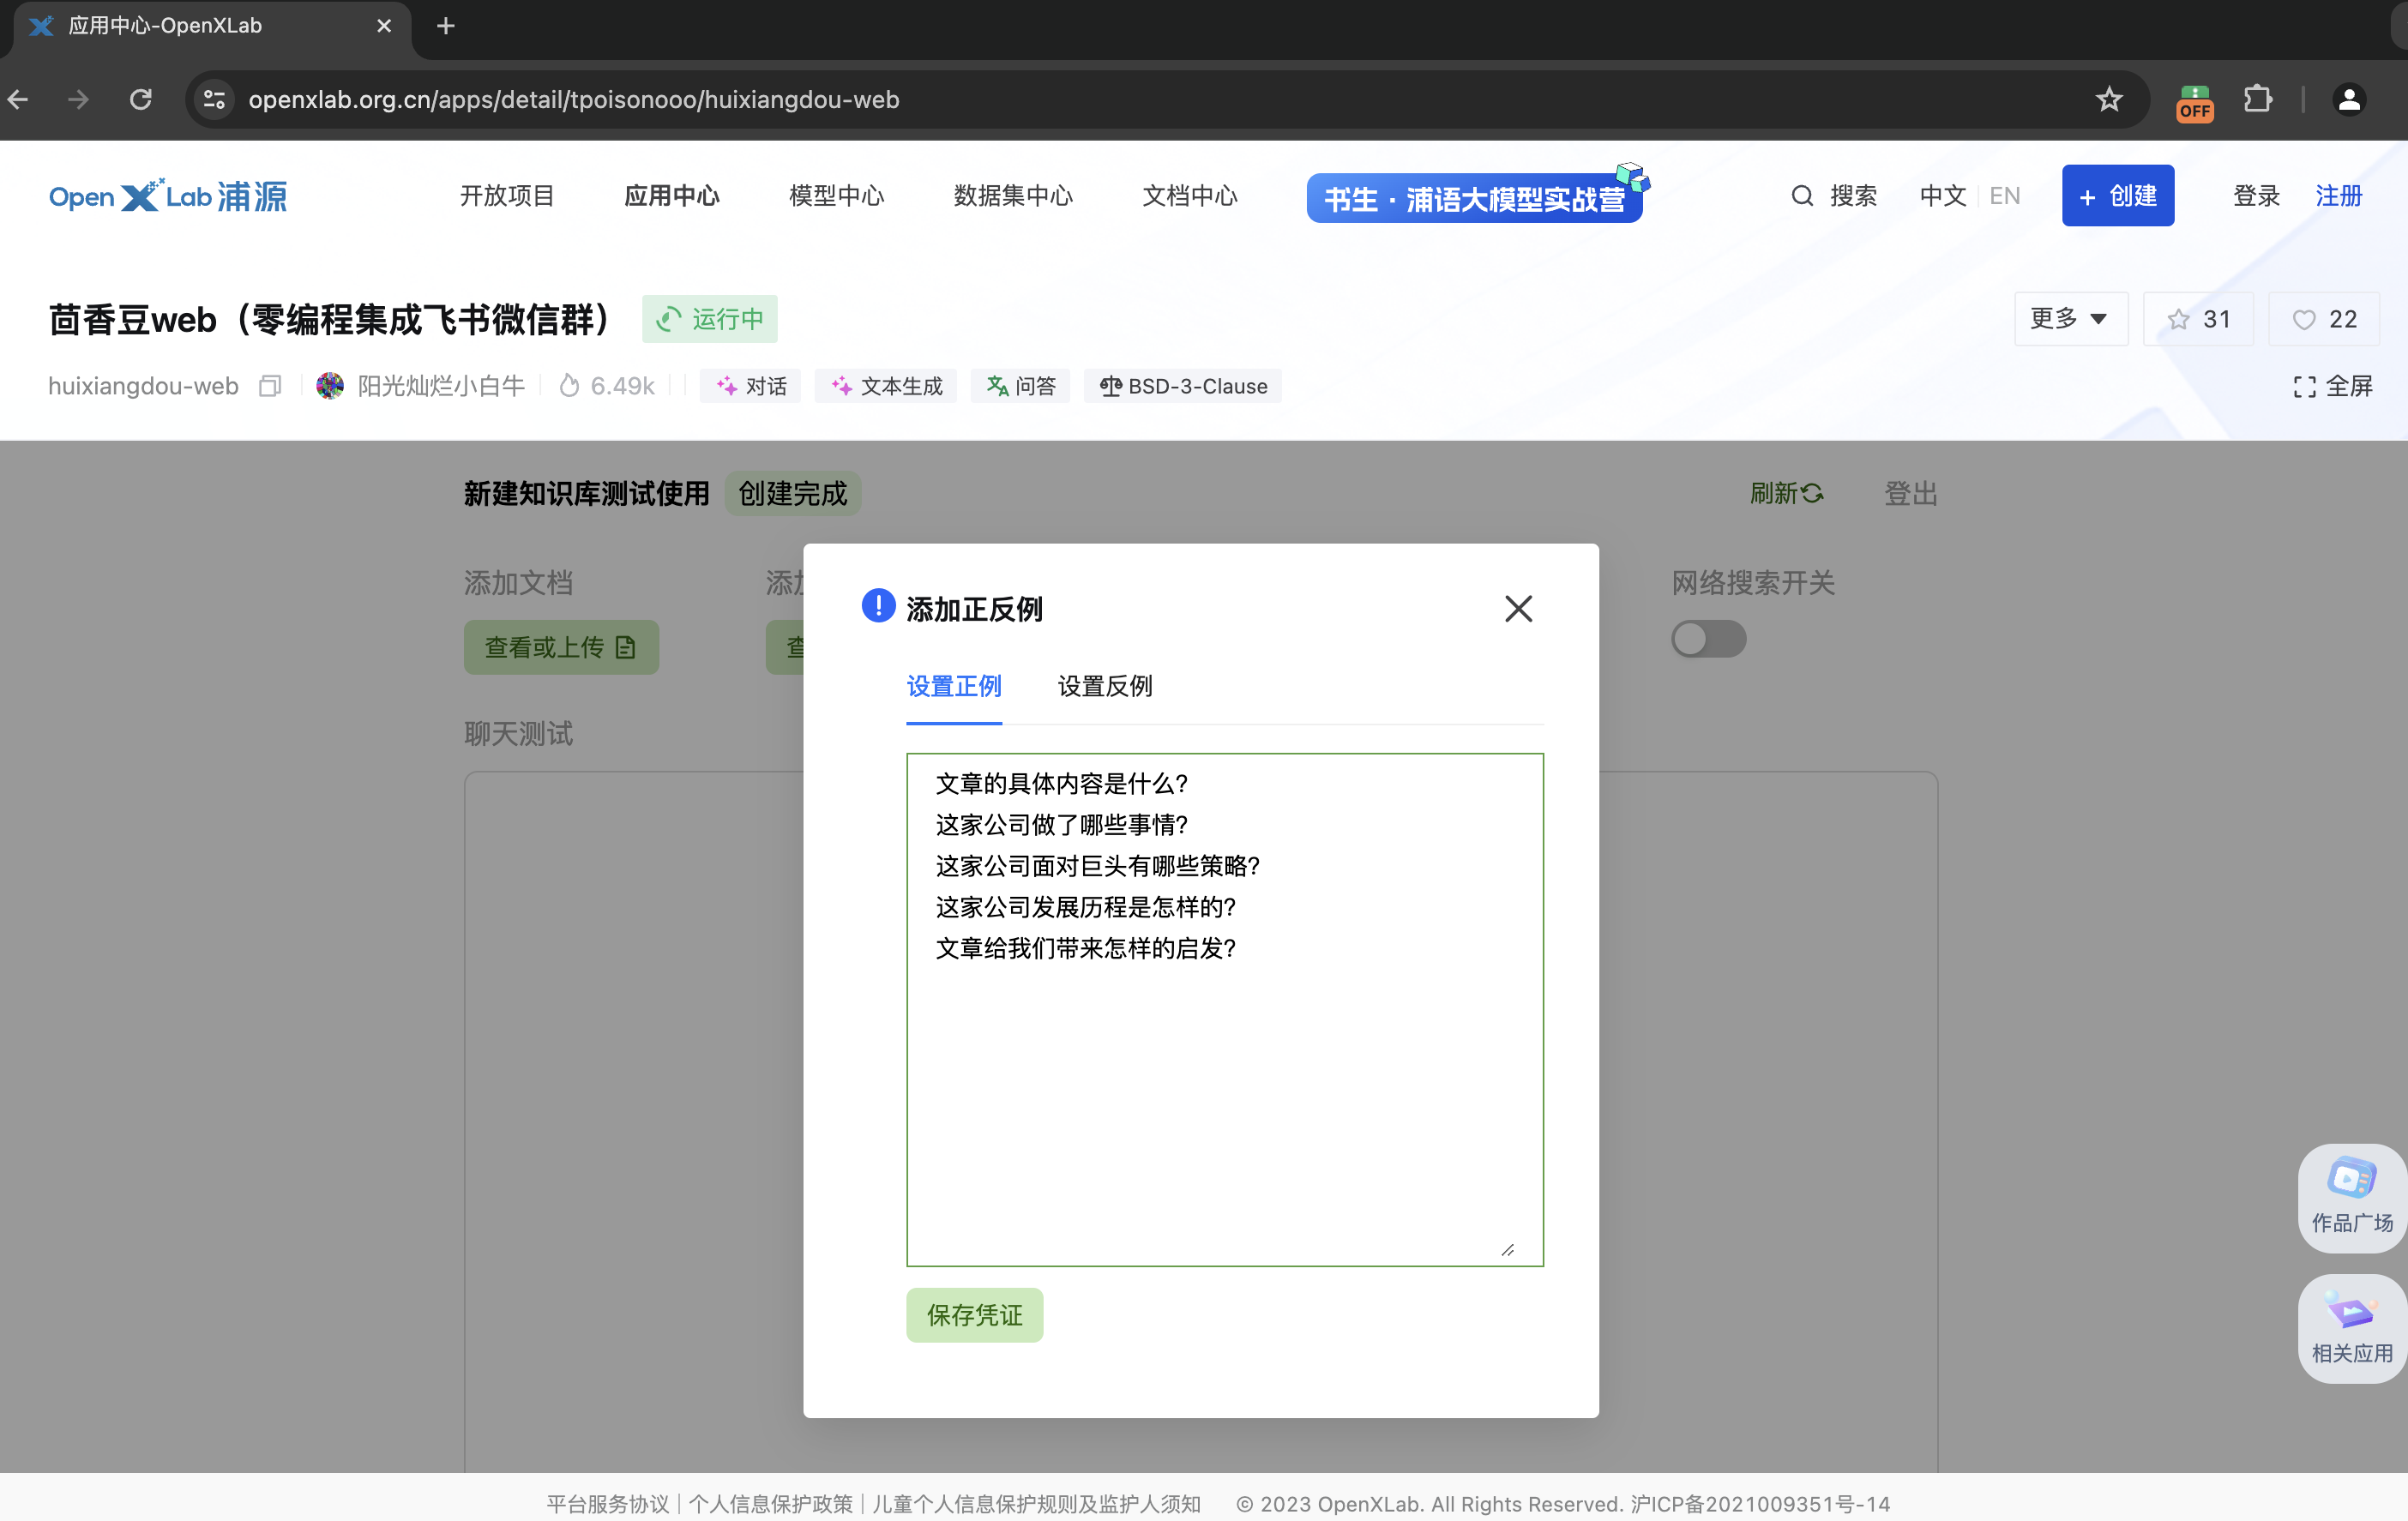 应用中心-OpenXLab
openxlab.org.cn/apps/detail/tpoisonooo/huixiangdou-web
OFF
OpenXLab浦源
开放项目
应用中心
模型中心
数据集中心
文档中心
书生·浦语大模型实战营
搜索
中文 EN
+ 创建
登录
注册
茴香豆web（零编程集成飞书微信群）
运行中
更多
31
22
huixiangdou-web
阳光灿烂小白牛
6.49k
对话
文本生成
问答
BSD-3-Clause
全屏
新建知识库测试使用
创建完成
刷新
登出
添加文档
网络搜索开关
查看或上传
聊天测试
添加正反例
设置正例
设置反例
文章的具体内容是什么?
这家公司做了哪些事情?
这家公司面对巨头有哪些策略?
这家公司发展历程是怎样的?
文章给我们带来怎样的启发?
保存凭证
作品广场
相关应用
平台服务协议 | 个人信息保护政策 | 儿童个人信息保护规则及监护人须知 © 2023 OpenXLab. All Rights Reserved. 沪ICP备2021009351号-14